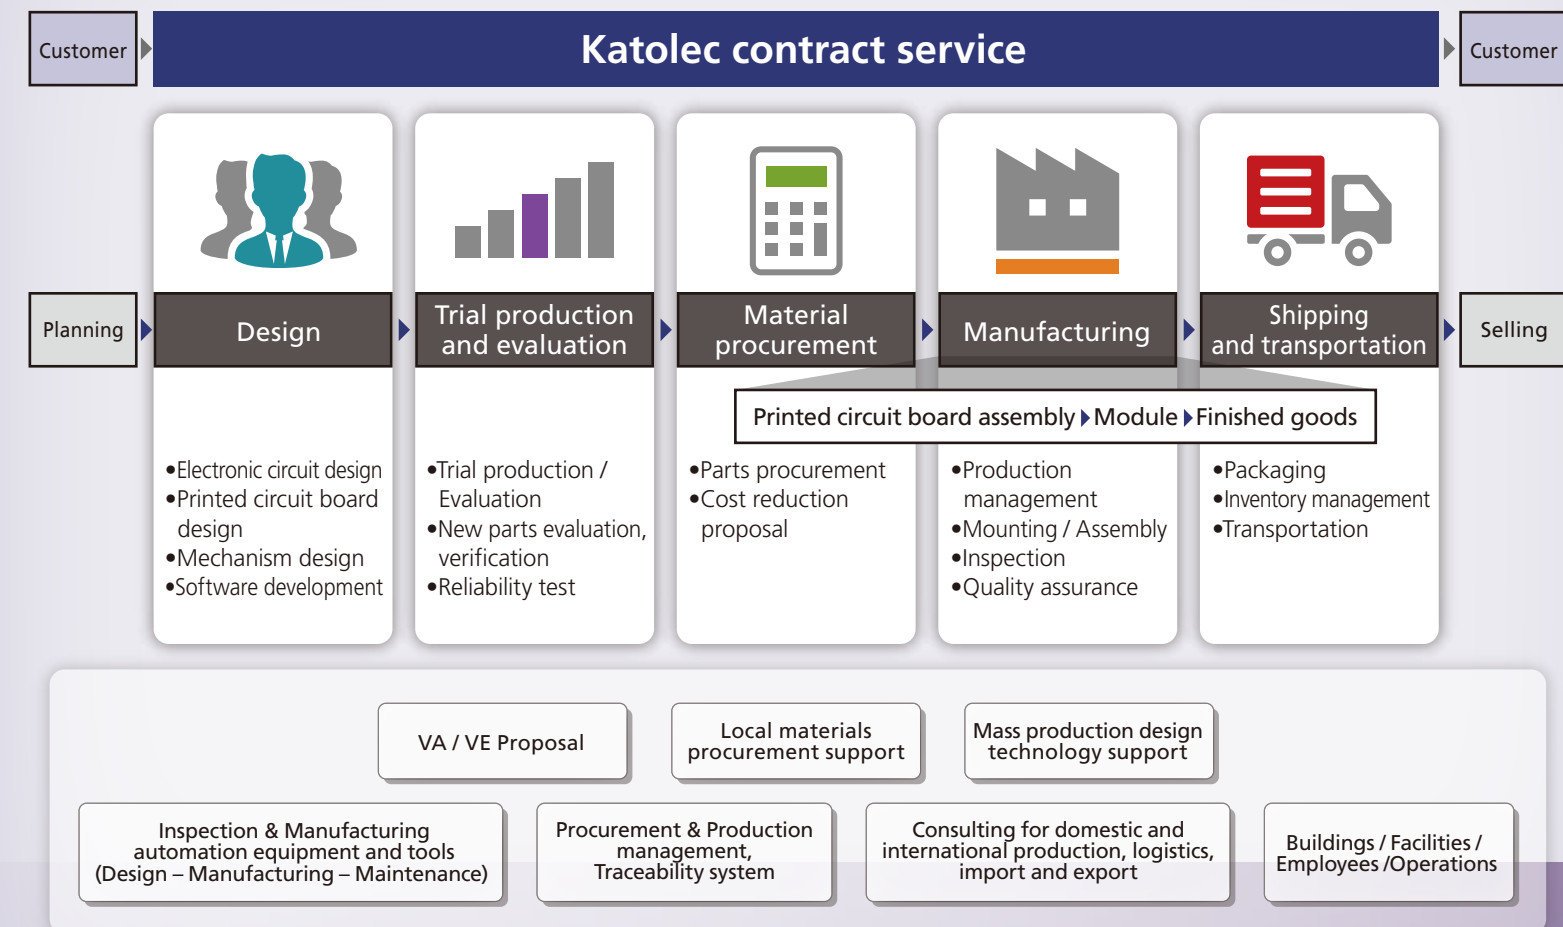 Customer
Katolec contract service
Customer
Planning
Design
Trial production
and evaluation
Material
procurement
Manufacturing
Shipping
and transportation
Selling
Printed circuit board assembly ▶ Module ▶ Finished goods
•Electronic circuit design
•Printed circuit board
design
•Mechanism design
•Software development
•Trial production /
Evaluation
•New parts evaluation,
verification
•Reliability test
•Parts procurement
•Cost reduction
proposal
•Production
management
•Mounting / Assembly
•Inspection
•Quality assurance
•Packaging
•Inventory management
•Transportation
VA / VE Proposal
Local materials
procurement support
Mass production design
technology support
Inspection & Manufacturing
automation equipment and tools
(Design – Manufacturing – Maintenance)
Procurement & Production
management,
Traceability system
Consulting for domestic and
international production, logistics,
import and export
Buildings / Facilities /
Employees /Operations